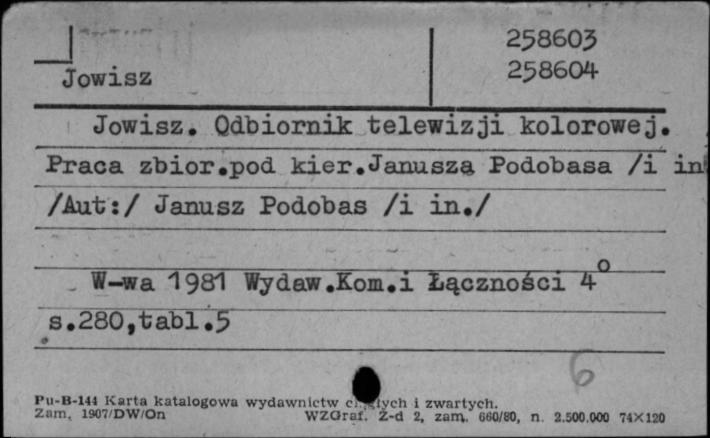 258603
Jowisz 258604
Jowisz. Odbiornik telewizji kolorowej.
Praca zbior.pod kier.Janusza Podobasa /i in
/Aut:/ Janusz Podobas /i in./
W-wa 1981 Wydaw.Kom.i Łączności 4°
s.280,tabl.5
6
Pu-B-144 Karta katalogowa wydawnictw i zwartych.
Zam. 1907/DW/On WZGraf. Z-d 2, zam. 660/80, n. 2.500.000 74×120